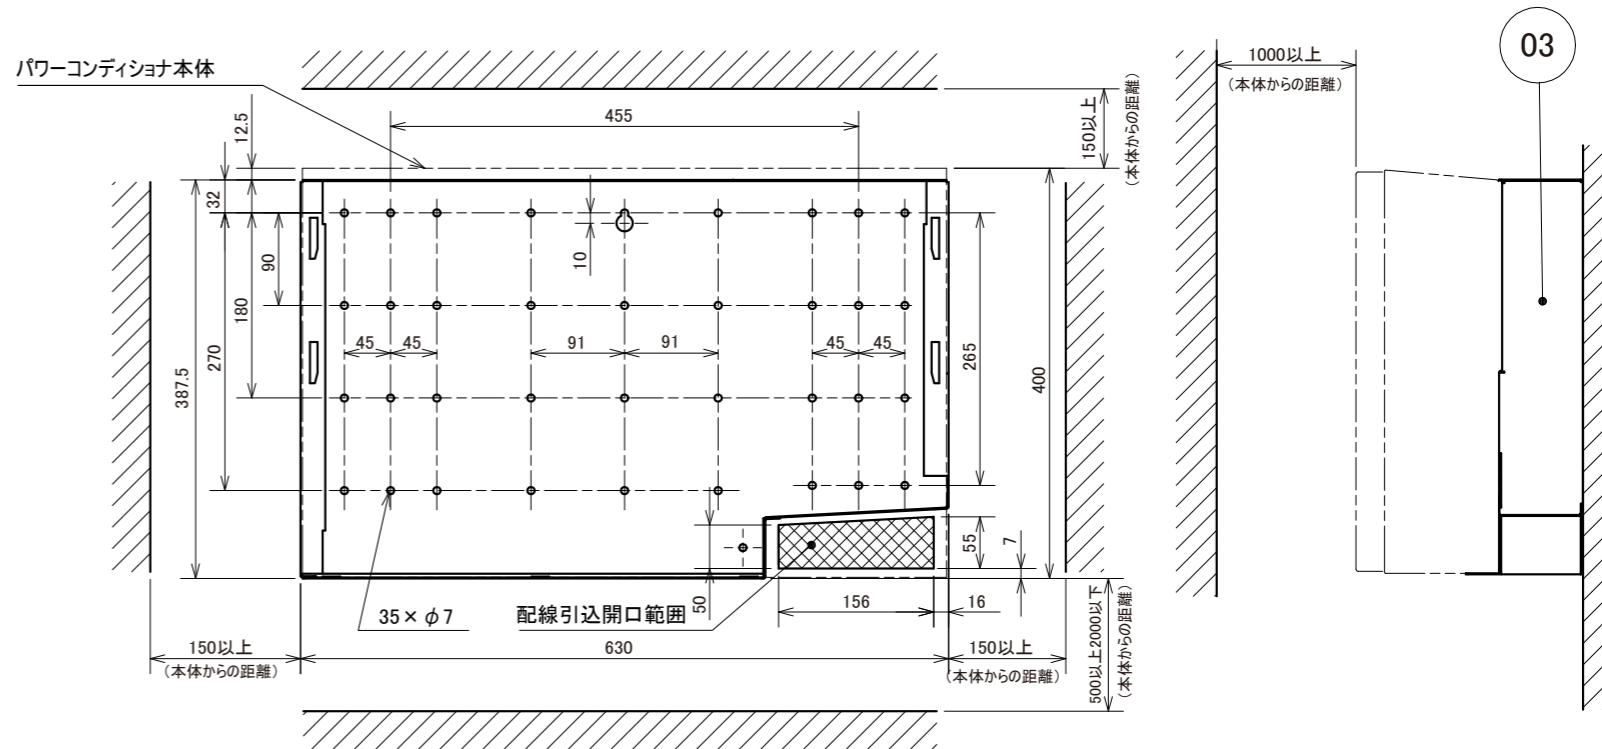 パワーコンディショナ本体
455
12.5
32
150以上
(本体からの距離)
1000以上
(本体からの距離)
03
10
90
180
270
387.5
45
45
91
91
45
45
265
400
50
55
7
156
16
35×φ7
配線引込開口範囲
150以上
(本体からの距離)
630
150以上
(本体からの距離)
500以上2000以下
(本体からの距離)